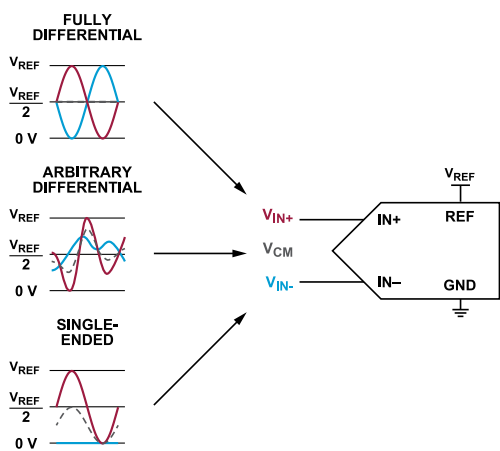 FULLY
DIFFERENTIAL
VREF
VREF
2
0 V
ARBITRARY
DIFFERENTIAL
VREF
VREF
2
0 V
SINGLE-
ENDED
VREF
VREF
2
0 V
VIN+
VCM
VIN-
VREF
IN+
REF
IN–
GND